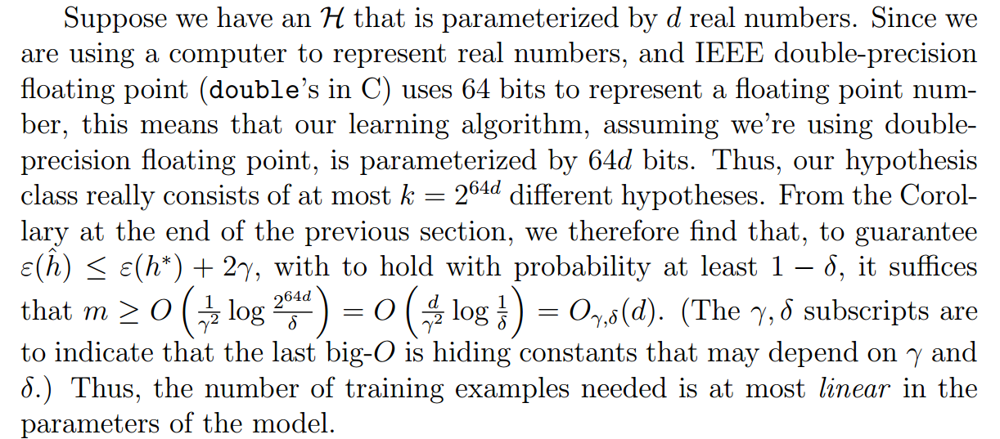 Suppose we have an $\mathcal{H}$ that is parameterized by $d$ real numbers. Since we
are using a computer to represent real numbers, and IEEE double-precision
floating point (double's in C) uses 64 bits to represent a floating point num-
ber, this means that our learning algorithm, assuming we're using double-
precision floating point, is parameterized by $64d$ bits. Thus, our hypothesis
class really consists of at most $k = 2^{64d}$ different hypotheses. From the Corol-
lary at the end of the previous section, we therefore find that, to guarantee
$\varepsilon(\hat{h}) \leq \varepsilon(h^*) + 2\gamma$, with to hold with probability at least $1 - \delta$, it suffices
that $m \geq O\left(\frac{1}{\gamma^2} \log \frac{2^{64d}}{\delta}\right) = O\left(\frac{d}{\gamma^2} \log \frac{1}{\delta}\right) = O_{\gamma,\delta}(d)$. (The $\gamma, \delta$ subscripts are
to indicate that the last big-$O$ is hiding constants that may depend on $\gamma$ and
$\delta$.) Thus, the number of training examples needed is at most linear in the
parameters of the model.